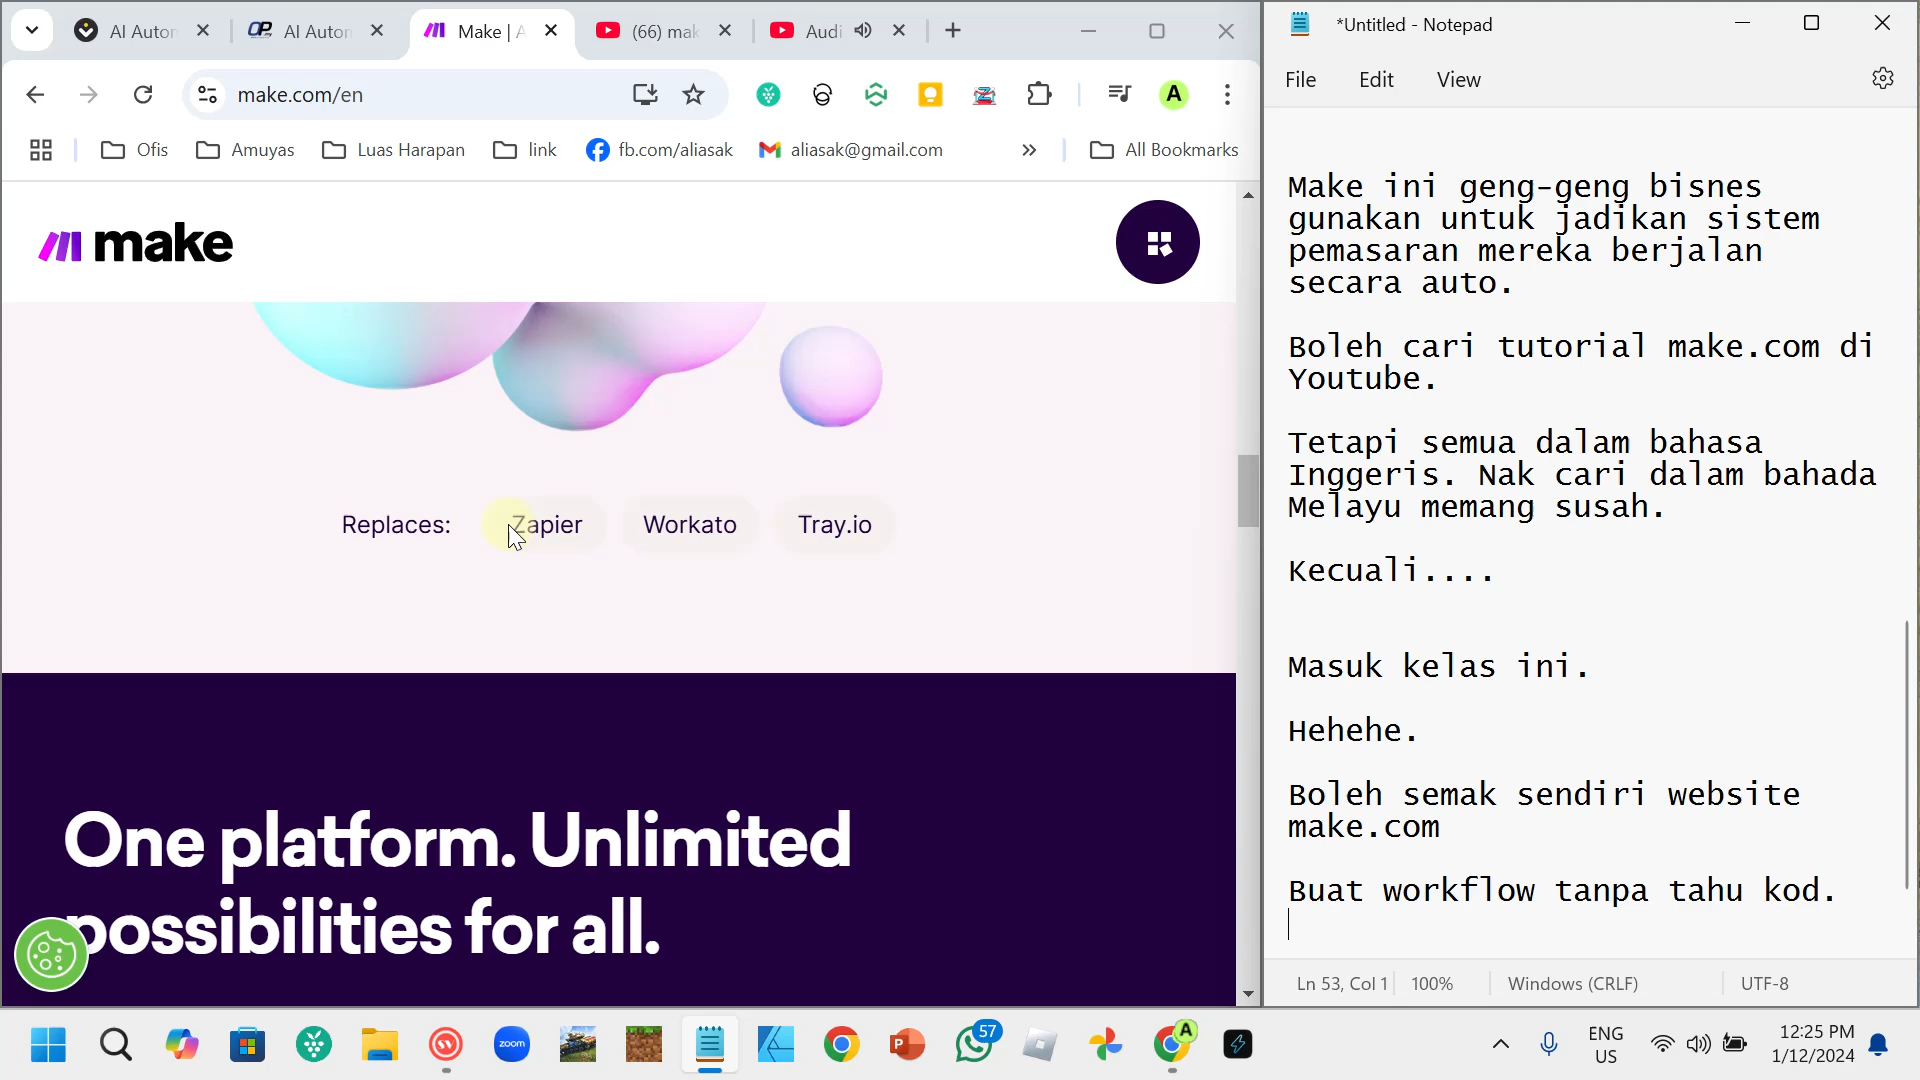 AI Auton
AI Auton
Make | A
(66) mak
Audi
make.com/en
Ofis
Amuyas
Luas Harapan
link
fb.com/aliasak
aliasak@gmail.com
All Bookmarks
make
Replaces: Zapier Workato Tray.io
One platform. Unlimited
possibilities for all.
*Untitled - Notepad
File Edit View
Make ini geng-geng bisnes
gunakan untuk jadikan sistem
pemasaran mereka berjalan
secara auto.
Boleh cari tutorial make.com di
Youtube.
Tetapi semua dalam bahasa
Inggeris. Nak cari dalam bahada
Melayu memang susah.
Kecuali....
Masuk kelas ini.
Hehehe.
Boleh semak sendiri website
make.com
Buat workflow tanpa tahu kod.
Ln 53, Col 1 100% Windows (CRLF) UTF-8
zoom
57
A
ENG
US
12:25 PM
1/12/2024